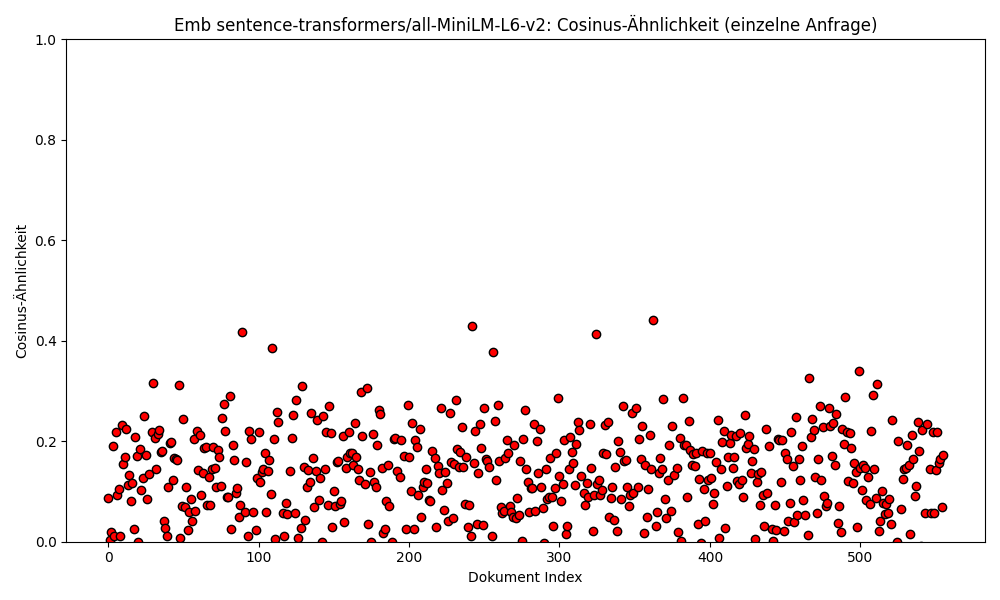 Emb sentence-transformers/all-MiniLM-L6-v2: Cosinus-Ähnlichkeit (einzelne Anfrage)
1.0
0.8
0.6
0.4
0.2
0.0
Cosinus-Ähnlichkeit
0 100 200 300 400 500
Dokument Index